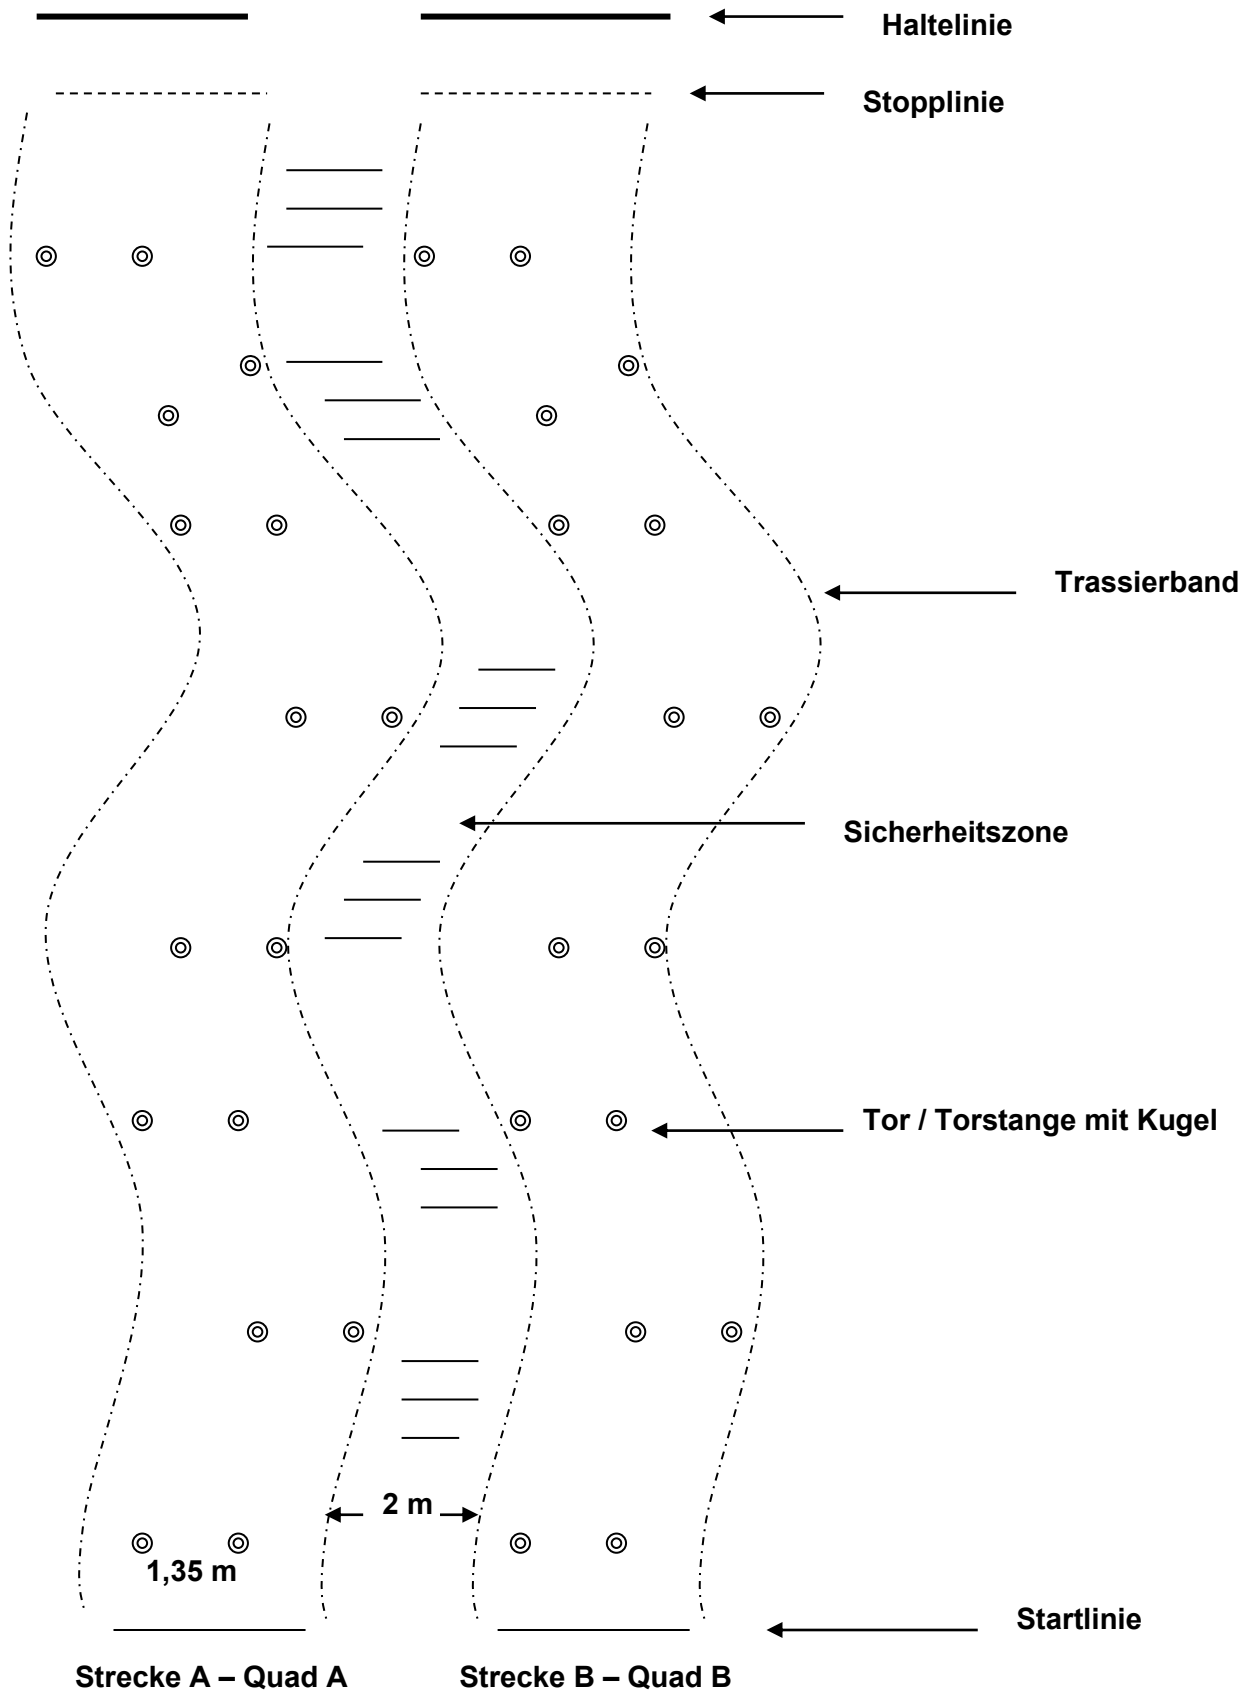 Haltelinie
Stopplinie
Trassierband
Sicherheitszone
Tor / Torstange mit Kugel
2 m
1,35 m
Startlinie
Strecke A – Quad A
Strecke B – Quad B